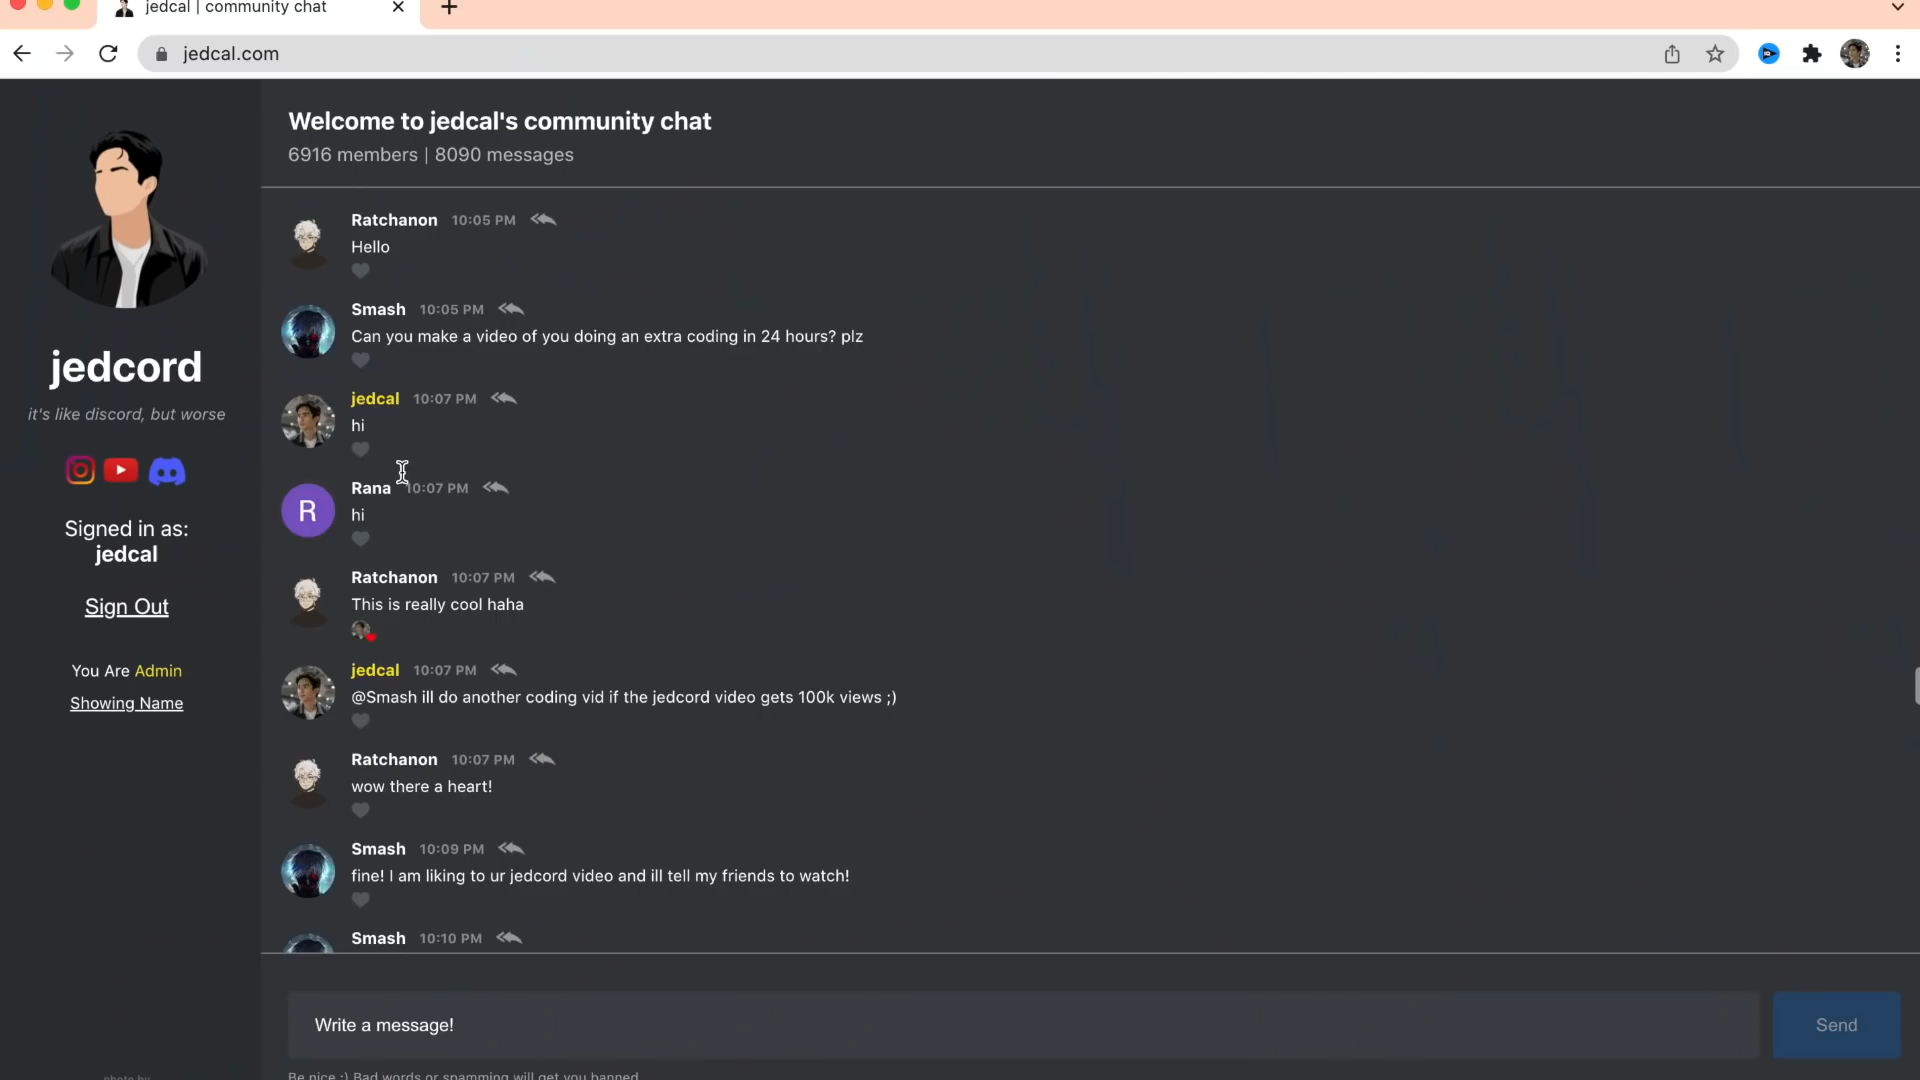 jedcal | community chat
jedcal.com
jedcord
it's like discord, but worse
Signed in as:
jedcal
Sign Out
You Are Admin
Showing Name
photo by
Welcome to jedcal's community chat
6916 members | 8090 messages
Ratchanon 10:05 PM
Hello
Smash 10:05 PM
Can you make a video of you doing an extra coding in 24 hours? plz
jedcal 10:07 PM
hi
R
Rana 10:07 PM
hi
Ratchanon 10:07 PM
This is really cool haha
jedcal 10:07 PM
@Smash ill do another coding vid if the jedcord video gets 100k views ;)
Ratchanon 10:07 PM
wow there a heart!
Smash 10:09 PM
fine! I am liking to ur jedcord video and ill tell my friends to watch!
Smash 10:10 PM
Write a message!
Send
Be nice :) Bad words or spamming will get you banned